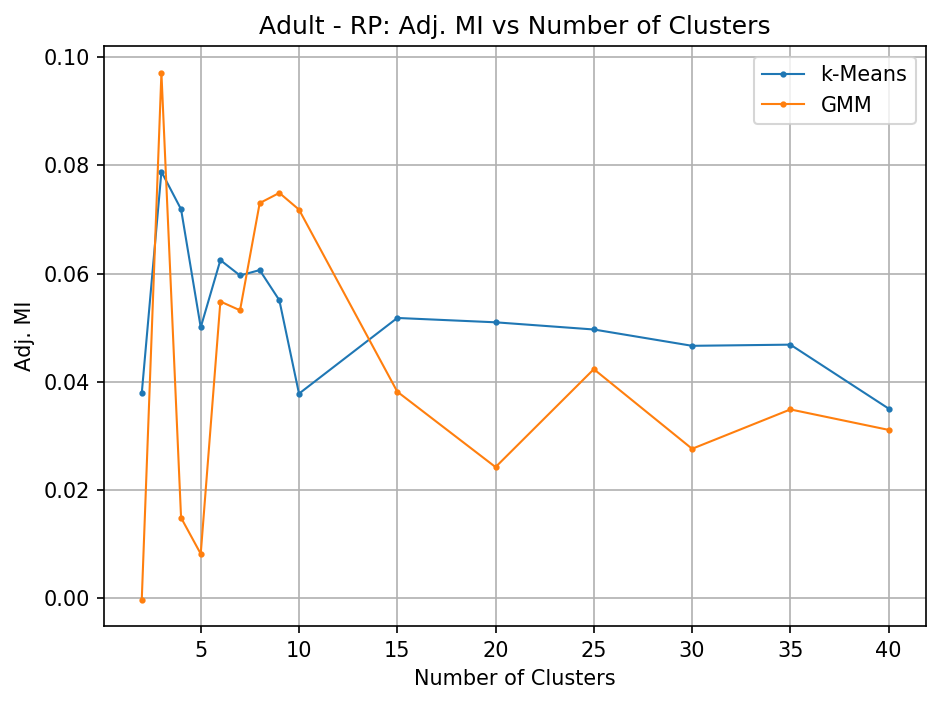 Adult - RP: Adj. MI vs Number of Clusters
k-Means
GMM
Adj. MI
0.10
0.08
0.06
0.04
0.02
0.00
5 10 15 20 25 30 35 40
Number of Clusters